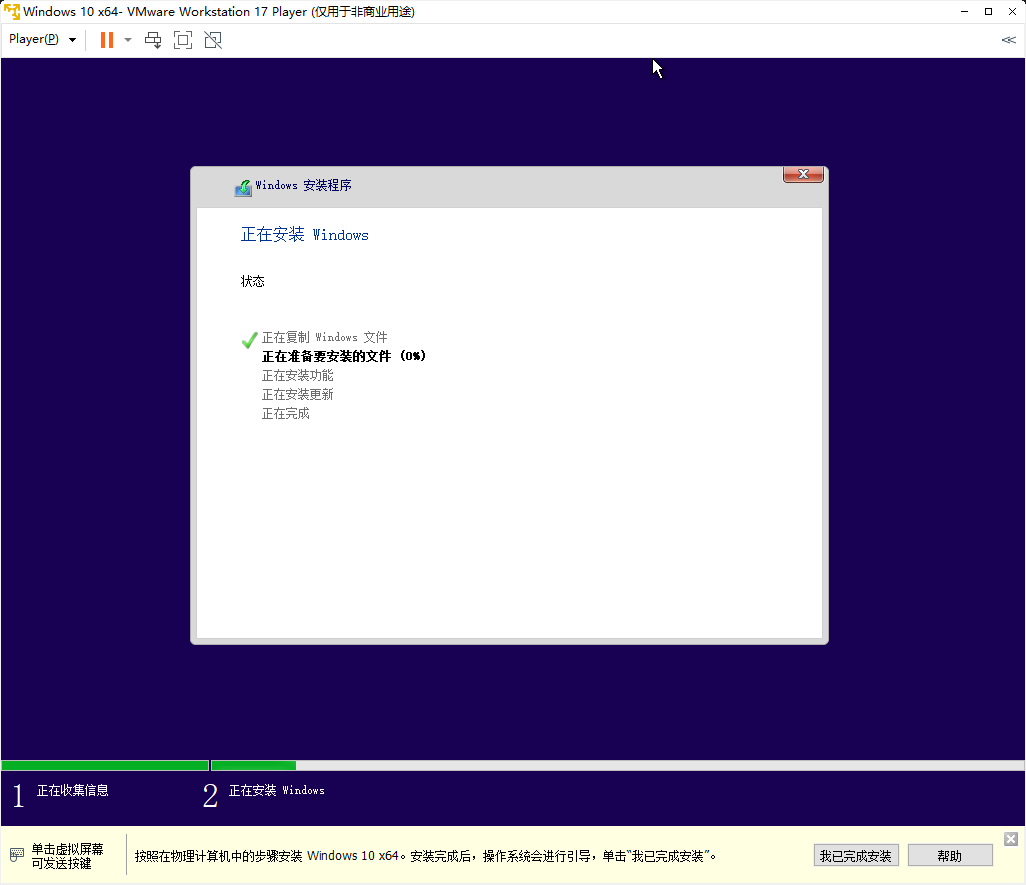 Windows 10 x64- VMware Workstation 17 Player (仅用于非商业用途)
Player(P)
Windows 安装程序
正在安装 Windows
状态
正在复制 Windows 文件
正在准备要安装的文件 (0%)
正在安装功能
正在安装更新
正在完成
1 正在收集信息
2 正在安装 Windows
单击虚拟屏幕
可发送按键
按照在物理计算机中的步骤安装 Windows 10 x64。安装完成后，操作系统会进行引导，单击“我已完成安装”。
我已完成安装
帮助